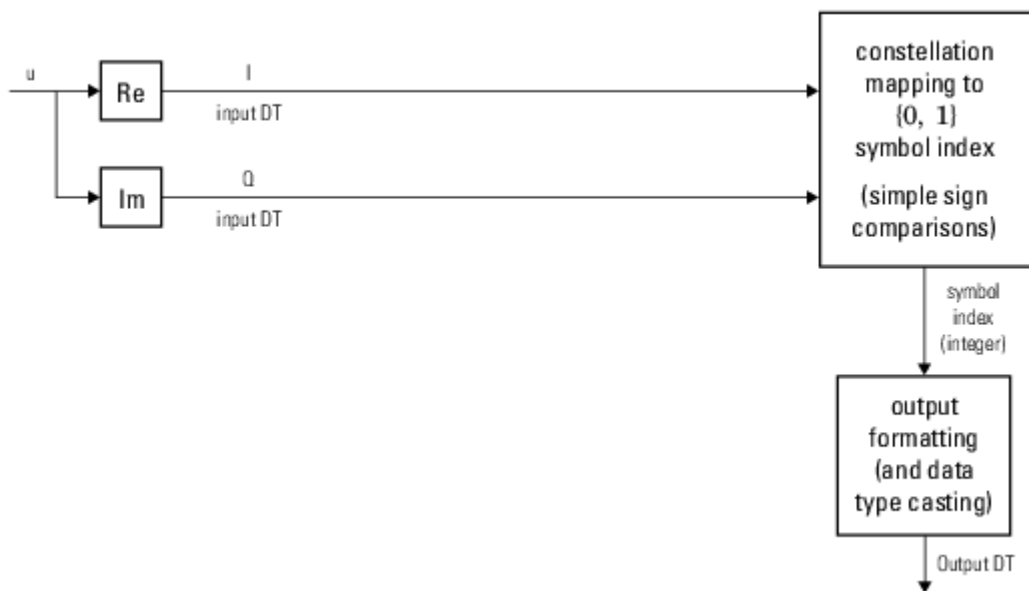 u
Re
I
input DT
Im
Q
input DT
constellation
mapping to
{0, 1}
symbol index
(simple sign
comparisons)
symbol
index
(integer)
output
formatting
(and data
type casting)
Output DT